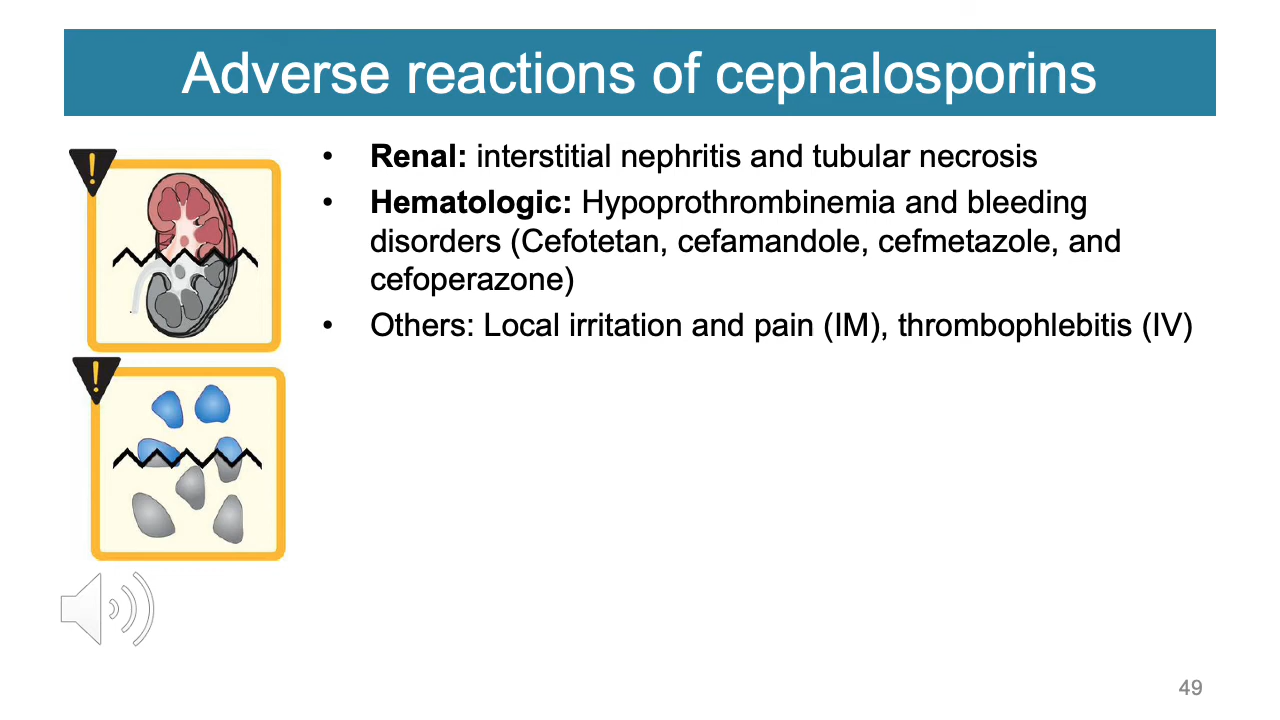 Adverse reactions of cephalosporins
• Renal: interstitial nephritis and tubular necrosis
• Hematologic: Hypoprothrombinemia and bleeding
disorders (Cefotetan, cefamandole, cefmetazole, and
cefoperazone)
• Others: Local irritation and pain (IM), thrombophlebitis (IV)
!
!
49